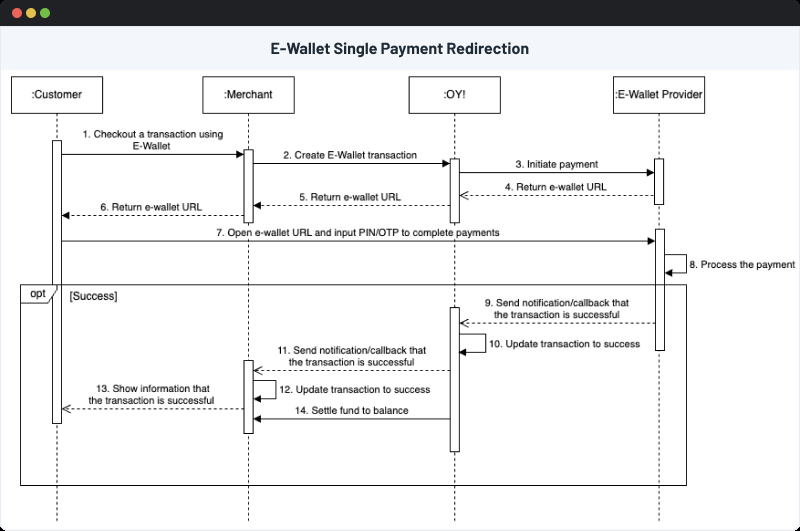 E-Wallet Single Payment Redirection
:Customer
:Merchant
:OY!
:E-Wallet Provider
1. Checkout a transaction using
E-Wallet
2. Create E-Wallet transaction
3. Initiate payment
4. Return e-wallet URL
5. Return e-wallet URL
6. Return e-wallet URL
7. Open e-wallet URL and input PIN/OTP to complete payments
8. Process the payment
opt
[Success]
9. Send notification/callback that
the transaction is successful
10. Update transaction to success
11. Send notification/callback that
the transaction is successful
12. Update transaction to success
13. Show information that
the transaction is successful
14. Settle fund to balance